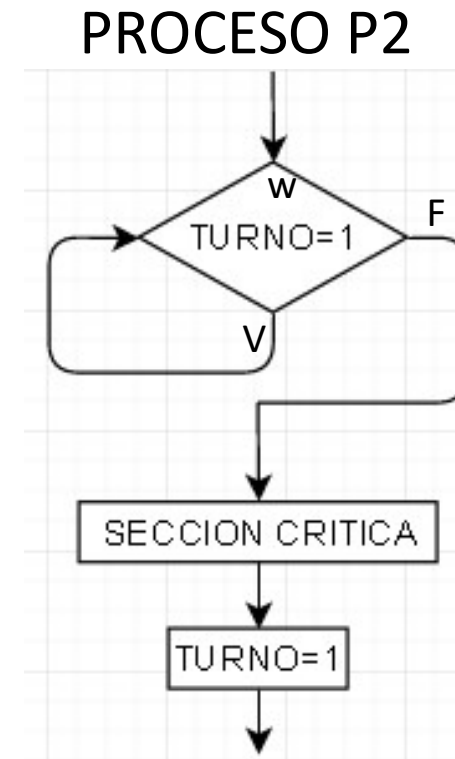 PROCESO P2
w
TURNO=1
F
V
SECCION CRITICA
TURNO=1